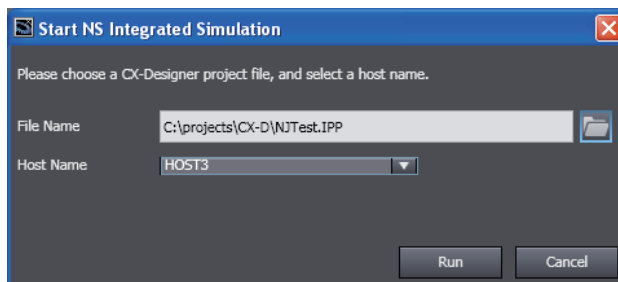 Start NS Integrated Simulation
Please choose a CX-Designer project file, and select a host name.
File Name C:\projects\CX-D\NJTest.IPP
Host Name HOST3
Run Cancel